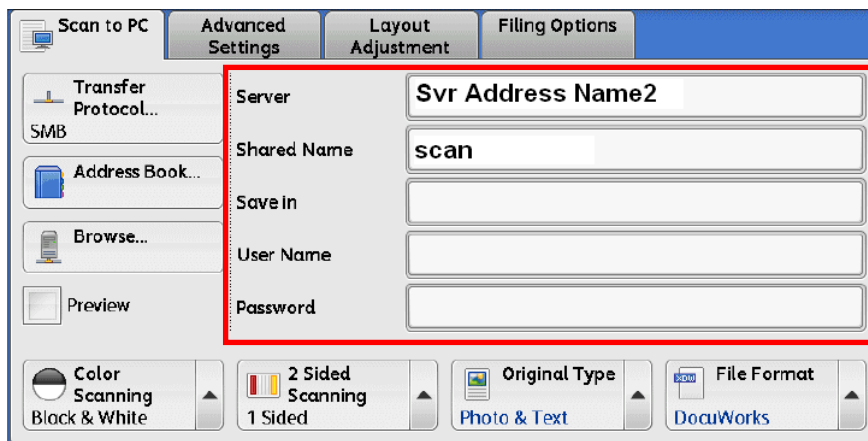 Scan to PC
Advanced
Settings
Layout
Adjustment
Filing Options
Transfer
Protocol...
SMB
Address Book...
Browse...
Preview
Server
Svr Address Name2
Shared Name
scan
Save in
User Name
Password
Color
Scanning
Black & White
2 Sided
Scanning
1 Sided
Original Type
Photo & Text
XDW
File Format
DocuWorks